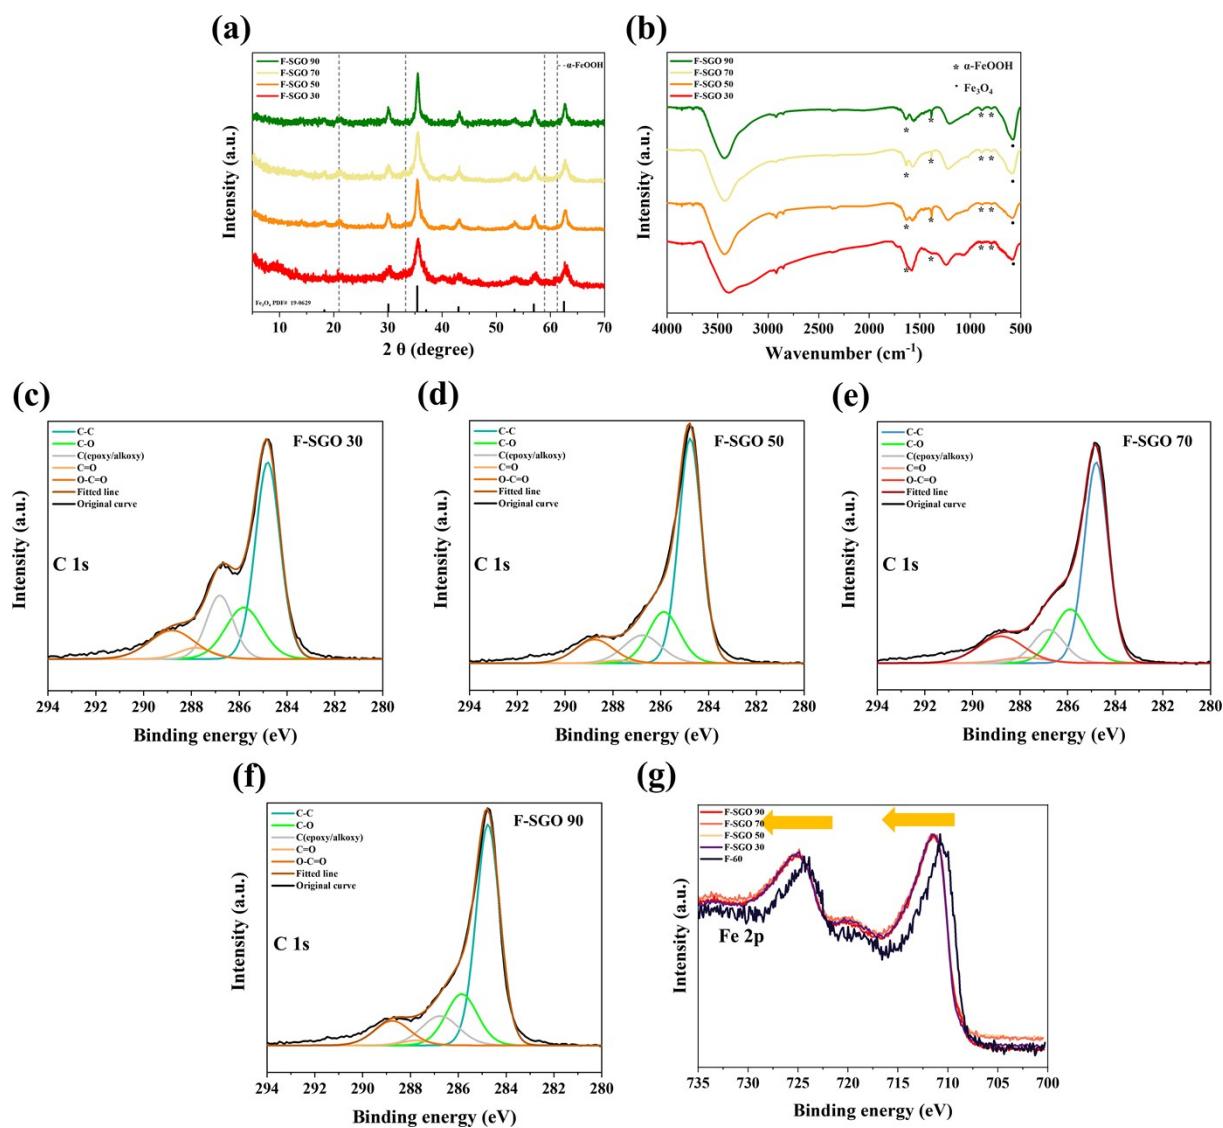 (a)
F-SGO 90
F-SGO 70
F-SGO 50
F-SGO 30
α-FeOOH
Intensity (a.u.)
Fe3O4 PDF# 19-0629
10 20 30 40 50 60 70
2 θ (degree)
(b)
F-SGO 90
F-SGO 70
F-SGO 50
F-SGO 30
* α-FeOOH
· Fe₃O₄
Intensity (a.u.)
* * * *
* * * *
* * * *
* * * *
4000 3500 3000 2500 2000 1500 1000 500
Wavenumber (cm⁻¹)
(c)
C-C
C-O
C(epoxy/alkoxy)
C=O
O-C=O
Fitted line
Original curve
F-SGO 30
C 1s
Intensity (a.u.)
294 292 290 288 286 284 282 280
Binding energy (eV)
(d)
C-C
C-O
C(epoxy/alkoxy)
C=O
O-C=O
Fitted line
Original curve
F-SGO 50
C 1s
Intensity (a.u.)
294 292 290 288 286 284 282 280
Binding energy (eV)
(e)
C-C
C-O
C(epoxy/alkoxy)
C=O
O-C=O
Fitted line
Original curve
F-SGO 70
C 1s
Intensity (a.u.)
294 292 290 288 286 284 282 280
Binding energy (eV)
(f)
C-C
C-O
C(epoxy/alkoxy)
C=O
O-C=O
Fitted line
Original curve
F-SGO 90
C 1s
Intensity (a.u.)
294 292 290 288 286 284 282 280
Binding energy (eV)
(g)
F-SGO 90
F-SGO 70
F-SGO 50
F-SGO 30
F-60
Fe 2p
Intensity (a.u.)
735 730 725 720 715 711 705 700
Binding energy (eV)